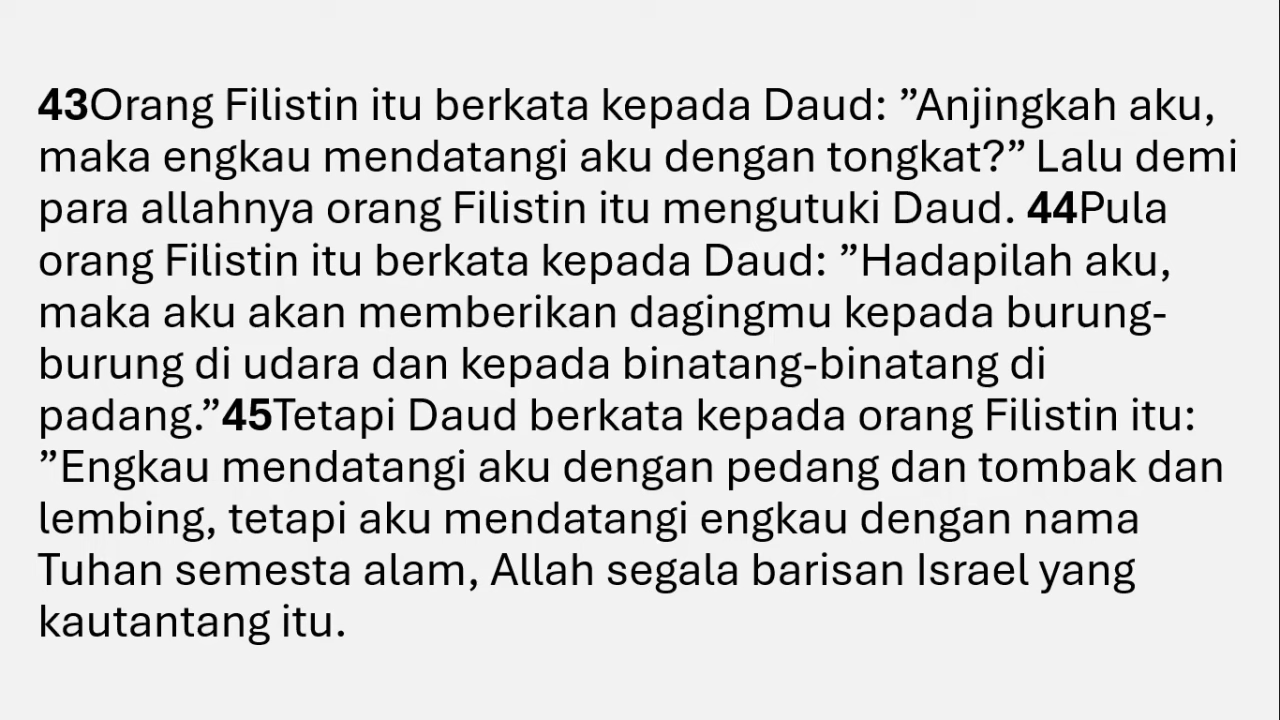 43Orang Filistin itu berkata kepada Daud: ”Anjingkah aku,
maka engkau mendatangi aku dengan tongkat?” Lalu demi
para allahnya orang Filistin itu mengutuki Daud. 44Pula
orang Filistin itu berkata kepada Daud: ”Hadapilah aku,
maka aku akan memberikan dagingmu kepada burung-
burung di udara dan kepada binatang-binatang di
padang.”45Tetapi Daud berkata kepada orang Filistin itu:
”Engkau mendatangi aku dengan pedang dan tombak dan
lembing, tetapi aku mendatangi engkau dengan nama
Tuhan semesta alam, Allah segala barisan Israel yang
kautantang itu.